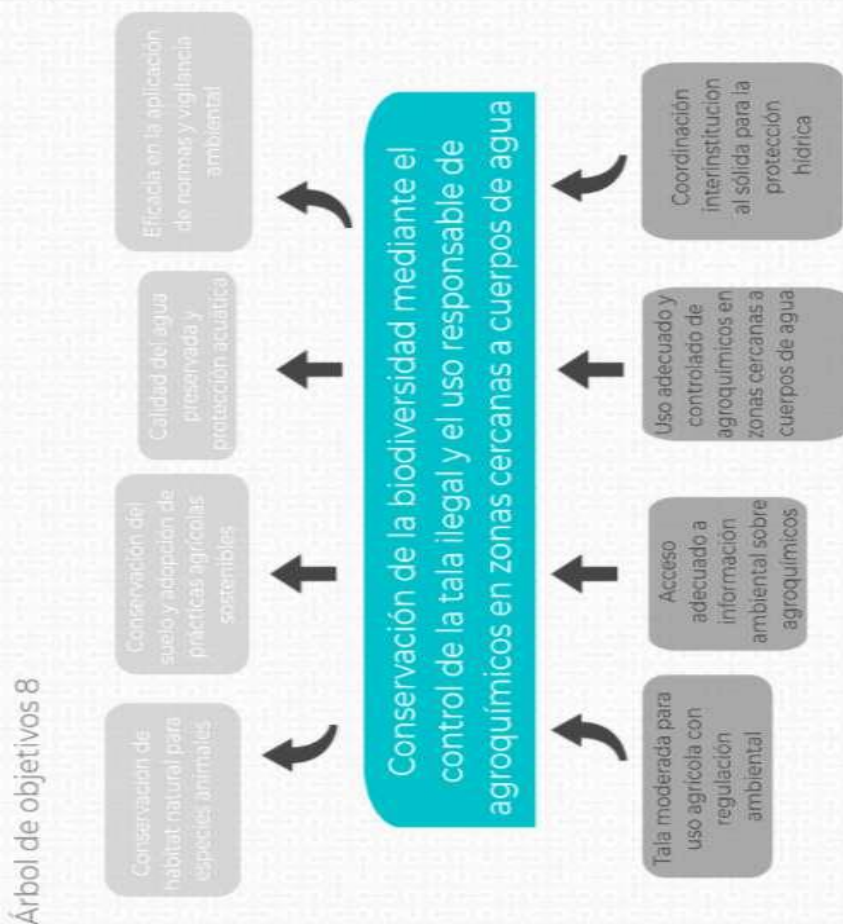 Árbol de objetivos 8
Conservación de
hábitat natural para
especies animales
Conservación del
suelo y adopción de
prácticas agrícolas
sostenibles
Calidad del agua
preservada y
protección acuática
Eficacia en la aplicación
de normas y vigilancia
ambiental
Conservación de la biodiversidad mediante el
control de la tala ilegal y el uso responsable de
agroquímicos en zonas cercanas a cuerpos de agua
Tala moderada para
uso agrícola con
regulación
ambiental
Acceso
adecuado a
información
ambiental sobre
agroquímicos
Uso adecuado y
controlado de
agroquímicos en
zonas cercanas a
cuerpos de agua
Coordinación
interinstitucion
al sólida para la
protección
hídrica